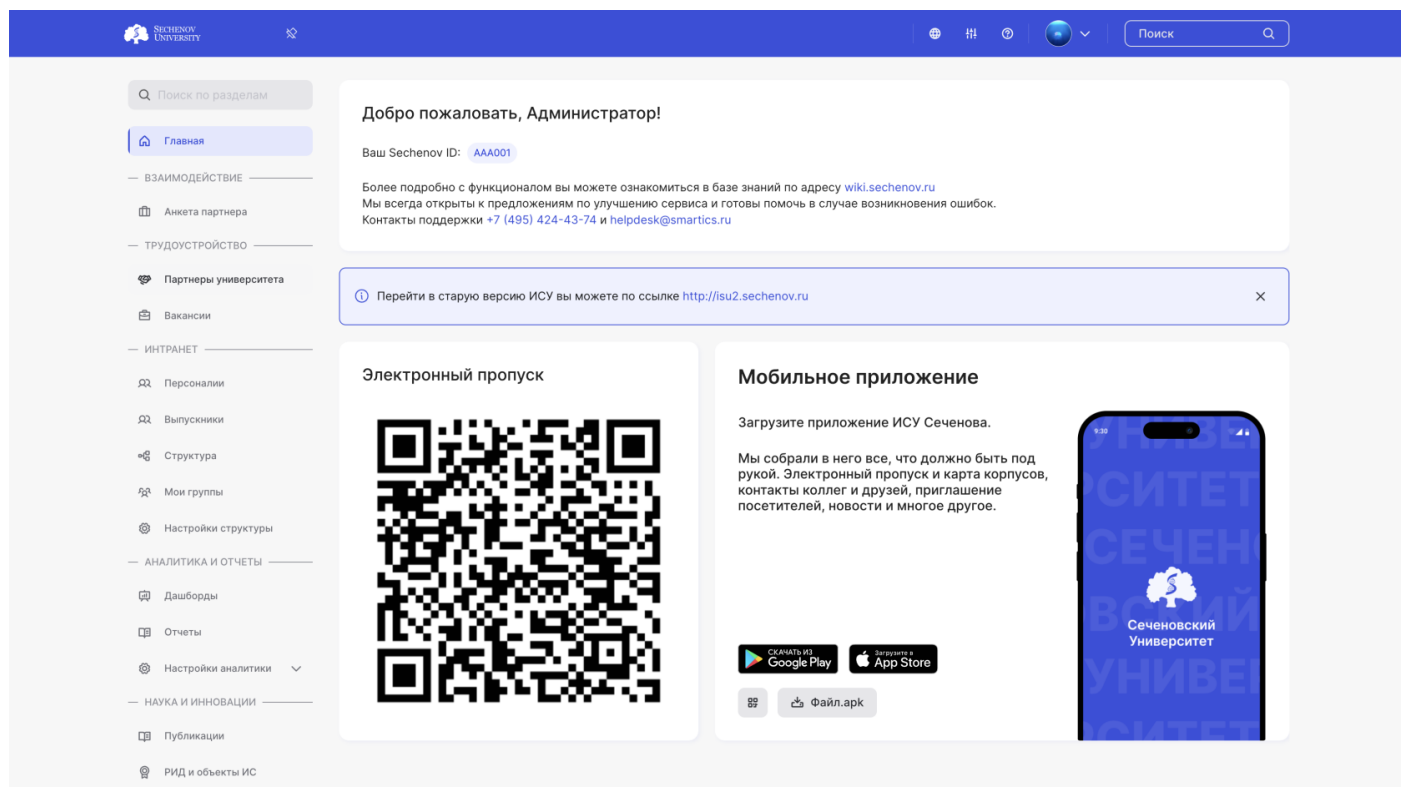 SECHENOV
UNIVERSITY
Поиск
Поиск по разделам
Главная
ВЗАИМОДЕЙСТВИЕ
Анкета партнера
ТРУДОУСТРОЙСТВО
Партнеры университета
Вакансии
ИНТРАНЕТ
Персоналии
Выпускники
Структура
Мои группы
Настройки структуры
АНАЛИТИКА И ОТЧЕТЫ
Дашборды
Отчеты
Настройки аналитики
НАУКА И ИННОВАЦИИ
Публикации
РИД и объекты ИС
Добро пожаловать, Администратор!
Ваш Sechenov ID: AAA001
Более подробно с функционалом вы можете ознакомиться в базе знаний по адресу wiki.sechenov.ru
Мы всегда открыты к предложениям по улучшению сервиса и готовы помочь в случае возникновения ошибок.
Контакты поддержки +7 (495) 424-43-74 и helpdesk@smartics.ru
Перейти в старую версию ИСУ вы можете по ссылке http://isu2.sechenov.ru
Электронный пропуск
Мобильное приложение
Загрузите приложение ИСУ Сеченова.
Мы собрали в него все, что должно быть под
рукой. Электронный пропуск и карта корпусов,
контакты коллег и друзей, приглашение
посетителей, новости и многое другое.
СКАЧАТЬ ИЗ
Google Play
Загрузите в
App Store
Файл.apk
9:30
Сеченовский
Университет